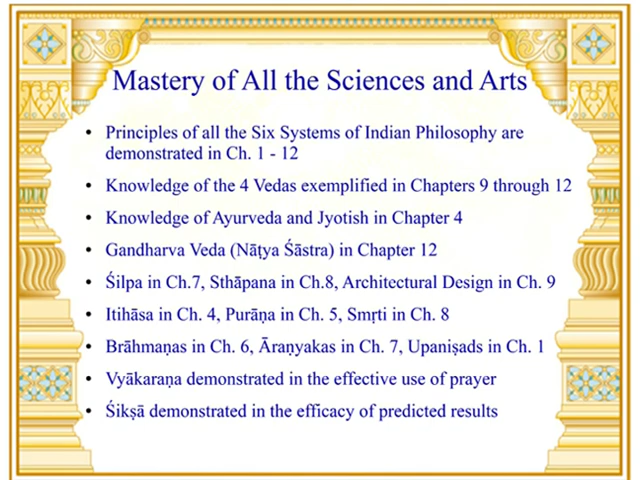 Mastery of All the Sciences and Arts
• Principles of all the Six Systems of Indian Philosophy are
demonstrated in Ch. 1 - 12
• Knowledge of the 4 Vedas exemplified in Chapters 9 through 12
• Knowledge of Ayurveda and Jyotish in Chapter 4
• Gandharva Veda (Nāṭya Śāstra) in Chapter 12
• Śilpa in Ch.7, Sthāpana in Ch.8, Architectural Design in Ch. 9
• Itihāsa in Ch. 4, Purāṇa in Ch. 5, Smṛti in Ch. 8
• Brāhmaṇas in Ch. 6, Āraṇyakas in Ch. 7, Upaniṣads in Ch. 1
• Vyākaraṇa demonstrated in the effective use of prayer
• Śikṣā demonstrated in the efficacy of predicted results